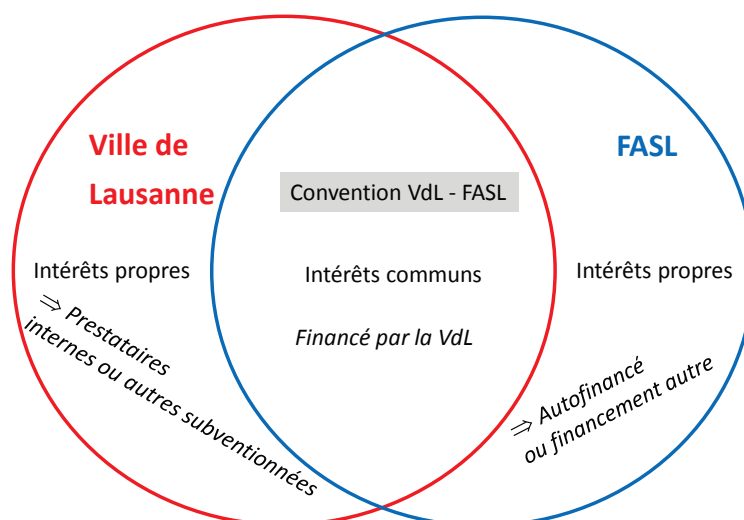 Ville de
Lausanne
FASL
Convention VdL - FASL
Intérêts propres
Intérêts communs
Intérêts propres
⇒ Prestataires
internes ou autres subventionnées
Financé par la VdL
⇒ Autofinancé
ou financement autre